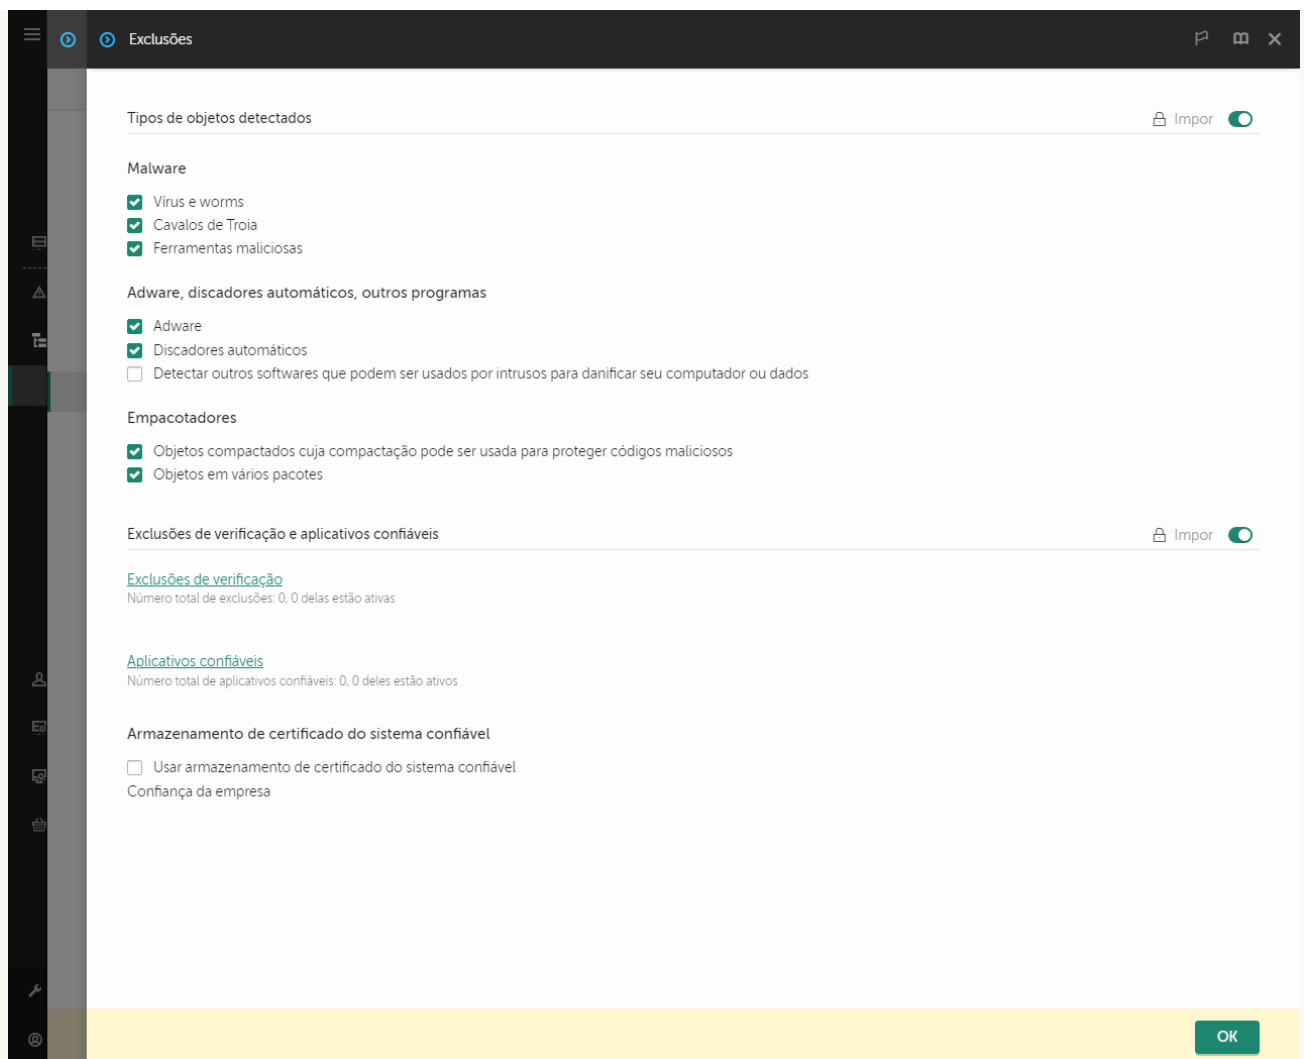 Exclusões
Tipos de objetos detectados
Impor
Malware
Vírus e worms
Cavalos de Troia
Ferramentas maliciosas
Adware, discadores automáticos, outros programas
Adware
Discadores automáticos
Detectar outros softwares que podem ser usados por intrusos para danificar seu computador ou dados
Empacotadores
Objetos compactados cuja compactação pode ser usada para proteger códigos maliciosos
Objetos em vários pacotes
Exclusões de verificação e aplicativos confiáveis
Impor
Exclusões de verificação
Número total de exclusões: 0, 0 delas estão ativas
Aplicativos confiáveis
Número total de aplicativos confiáveis: 0, 0 deles estão ativos
Armazenamento de certificado do sistema confiável
Usar armazenamento de certificado do sistema confiável
Confiança da empresa
OK